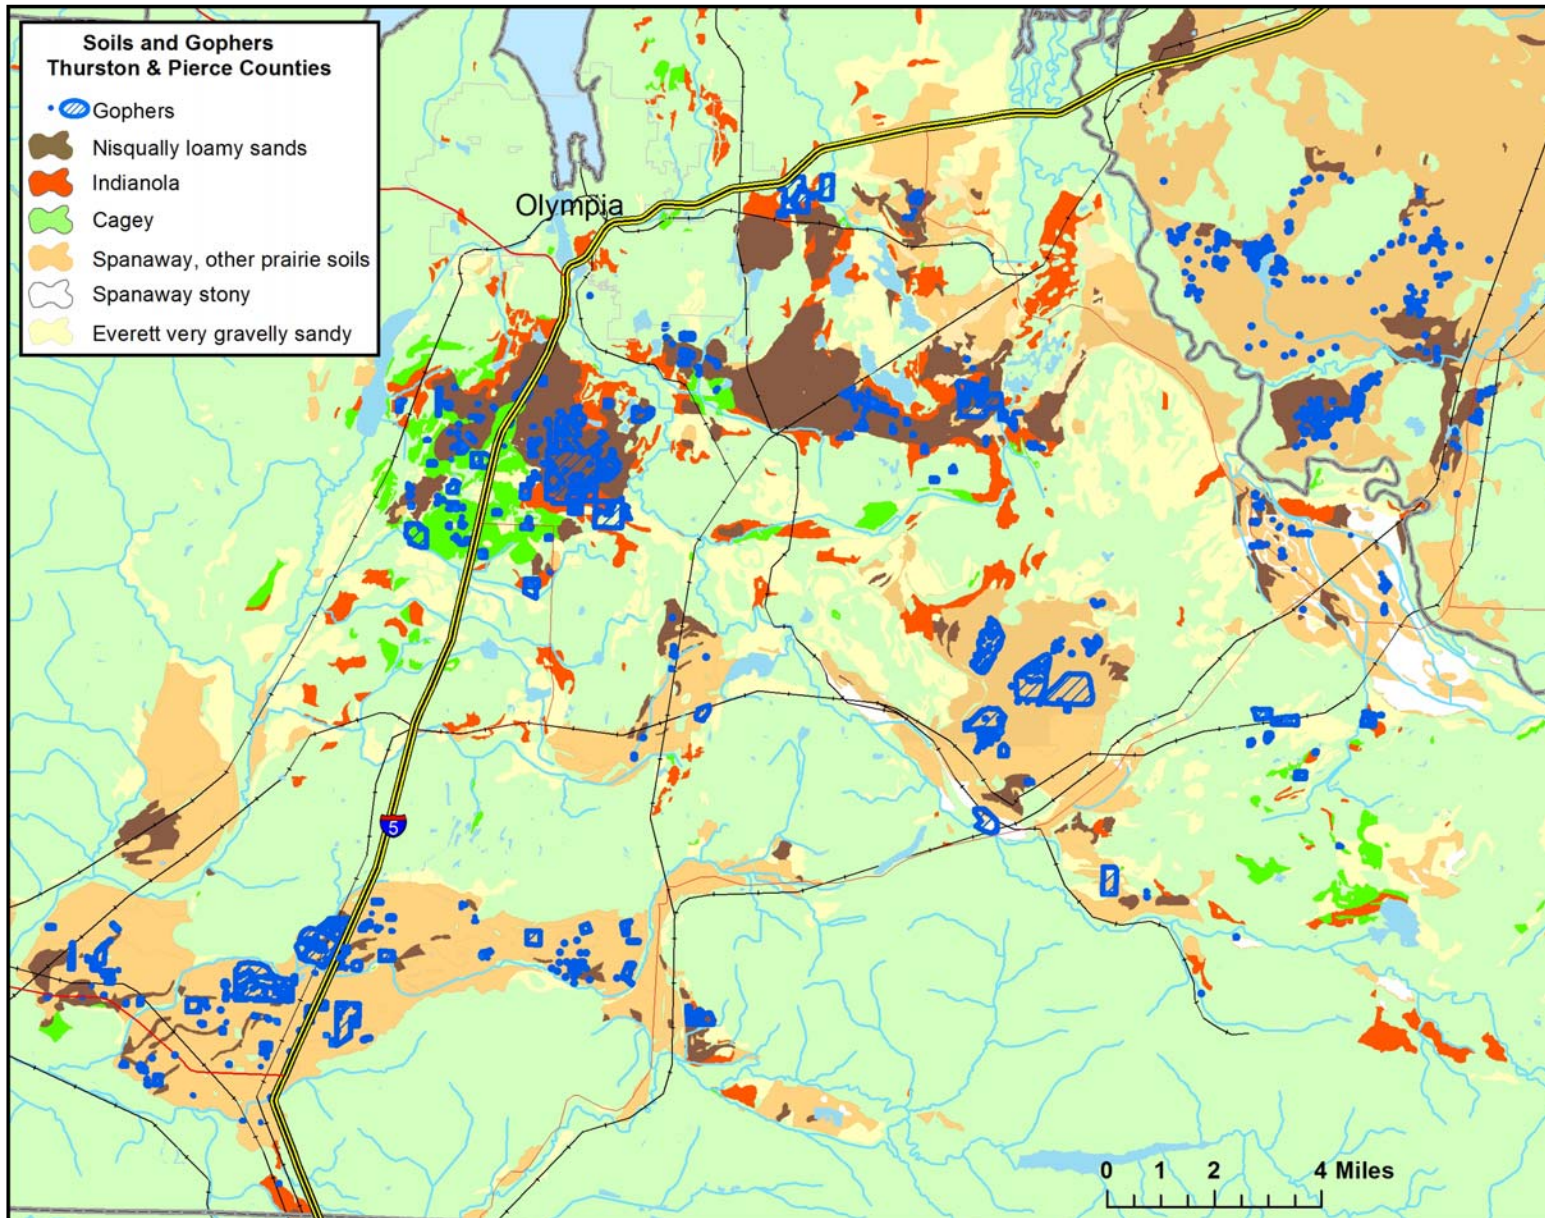 Soils and Gophers
Thurston & Pierce Counties
Gophers
Nisqually loamy sands
Indianola
Cagey
Spanaway, other prairie soils
Spanaway stony
Everett very gravelly sandy
Olympia
5
0 1 2 4 Miles